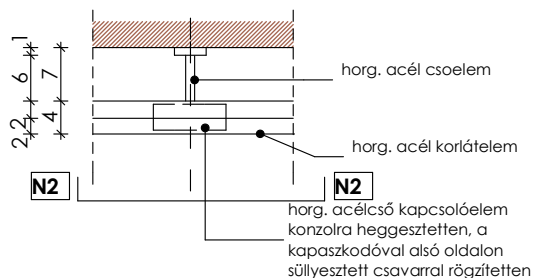 1
6
7
horg. acél csoelem
2
4
2
horg. acél korlátelem
N2
N2
horg. acélcső kapcsolóelem
konzolra heggesztetten, a
kapaszkodóval alsó oldalon
süllyesztett csavarral rögzítetten